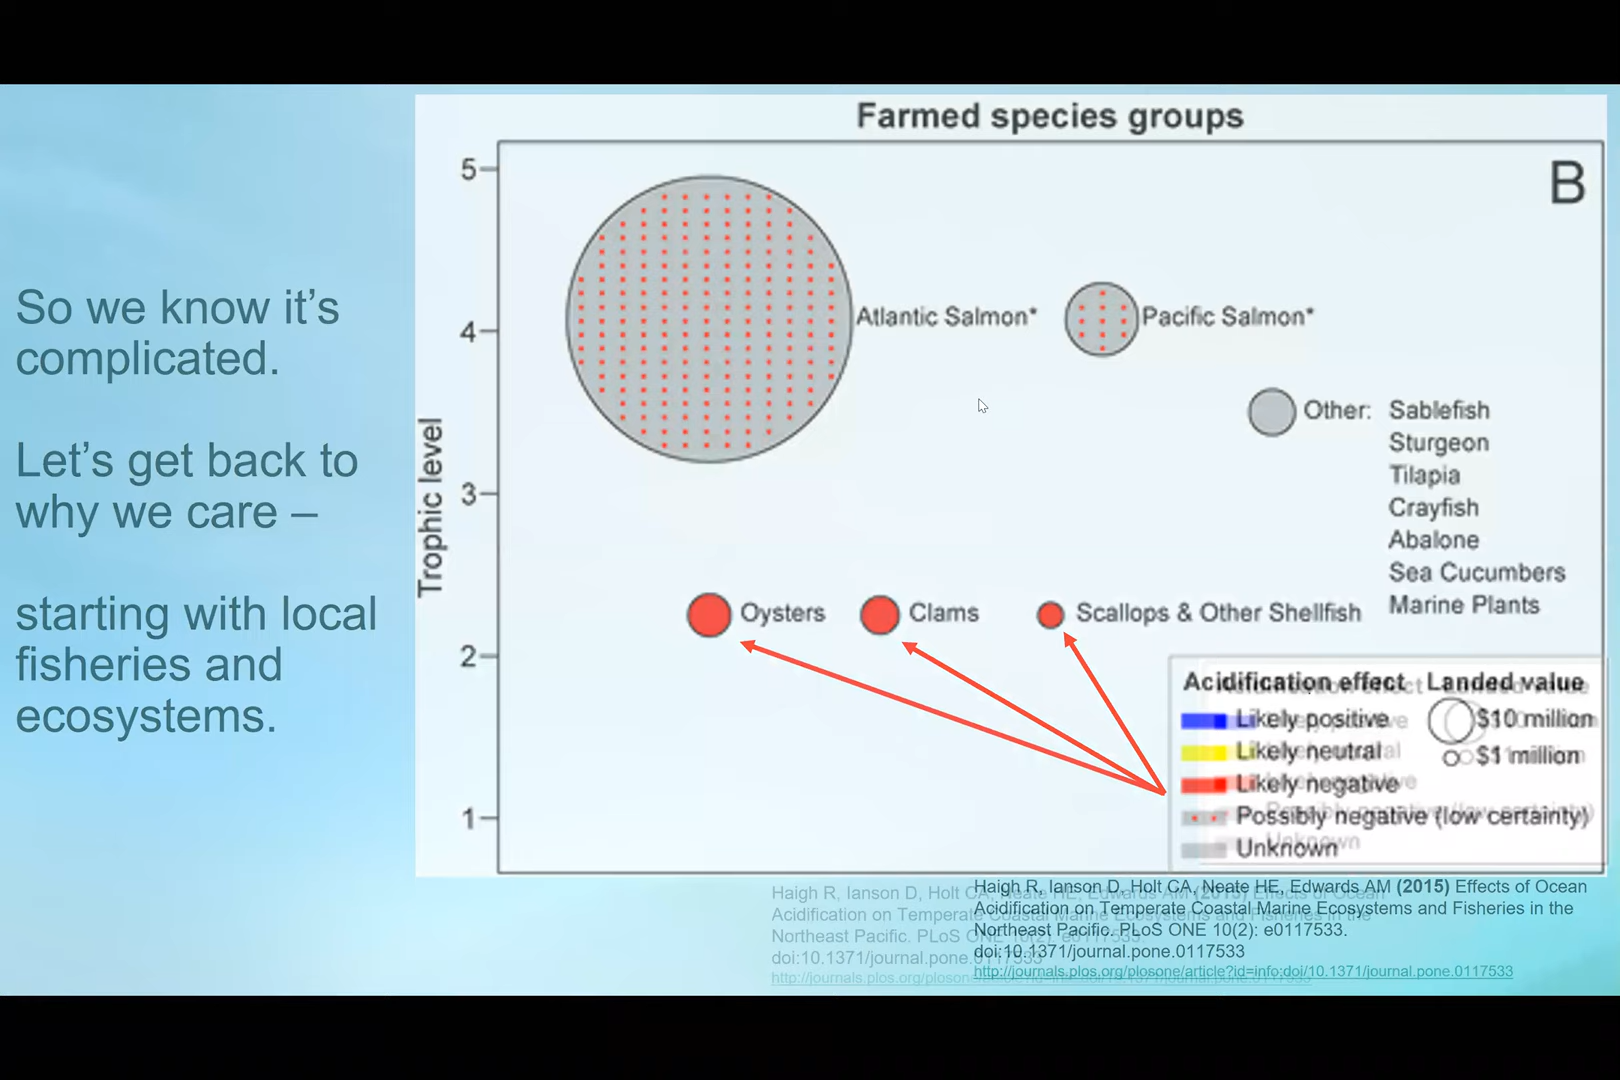 So we know it's
complicated.
Let's get back to
why we care –
starting with local
fisheries and
ecosystems.
Farmed species groups
B
5
4
3
2
1
Trophic level
Atlantic Salmon*
Pacific Salmon*
Other: Sablefish
Sturgeon
Tilapia
Crayfish
Abalone
Sea Cucumbers
Marine Plants
Oysters
Clams
Scallops & Other Shellfish
Acidification effect
Likely positive
Likely neutral
Likely negative
Possibly negative (low certainty)
Unknown
Landed value
$10 million
$1 million
Haigh R, Ianson D, Holt CA, Neate HE, Edwards AM (2015) Effects of Ocean
Acidification on Temperate Coastal Marine Ecosystems and Fisheries in the
Northeast Pacific. PLoS ONE 10(2): e0117533.
doi:10.1371/journal.pone.0117533
http://journals.plos.org/plosone/article?id=info:doi/10.1371/journal.pone.0117533